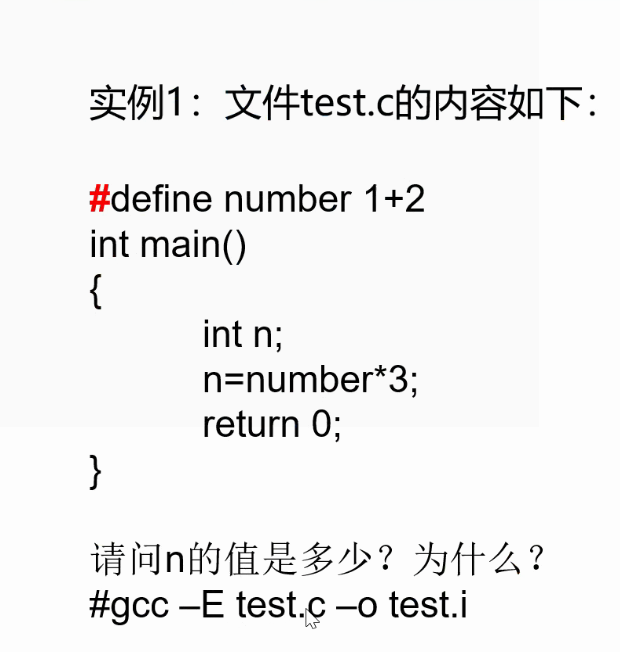 实例1：文件test.c的内容如下：
#define number 1+2
int main()
{
int n;
n=number*3;
return 0;
}
请问n的值是多少？为什么？
#gcc –E test.c –o test.i